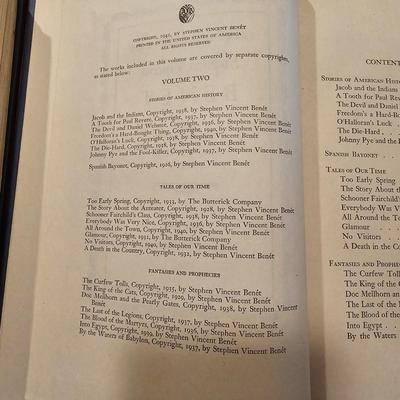 COPYRIGHT, 1942, BY STEPHEN VINCENT BENÉT
PRINTED IN THE UNITED STATES OF AMERICA
ALL RIGHTS RESERVED
The works included in this volume are covered by separate copyrights,
as stated below:
VOLUME TWO
STORIES OF AMERICAN HISTORY
Jacob and the Indians, Copyright, 1938, by Stephen Vincent Benét
A Tooth for Paul Revere, Copyright, 1937, by Stephen Vincent Benét
The Devil and Daniel Webster, Copyright, 1936, by Stephen Vincent Benét
Freedom's a Hard-Bought Thing, Copyright, 1940, by Stephen Vincent Benét
O'Halloran's Luck, Copyright, 1938, by Stephen Vincent Benét
The Die-Hard, Copyright, 1938, by Stephen Vincent Benét
Johnny Pye and the Fool-Killer, Copyright, 1937, by Stephen Vincent Benét
Spanish Bayonet, Copyright, 1926, by Stephen Vincent Benét
TALES OF OUR TIME
Too Early Spring, Copyright, 1933, by The Butterick Company
The Story About the Anteater, Copyright, 1928, by Stephen Vincent Benét
Schooner Fairchild's Class, Copyright, 1938, by Stephen Vincent Benét
Everybody Was Very Nice, Copyright, 1936, by Stephen Vincent Benét
All Around the Town, Copyright, 1940, by Stephen Vincent Benét
Glamour, Copyright, 1932, by The Butterick Company
No Visitors, Copyright, 1940, by Stephen Vincent Benét
A Death in the Country, Copyright, 1932, by Stephen Vincent Benét
FANTASIES AND PROPHECIES
The Curfew Tolls, Copyright, 1935, by Stephen Vincent Benét
The King of the Cats, Copyright, 1929, by Stephen Vincent Benét
Doc Mellhorn and the Pearly Gates, Copyright, 1938, by Stephen Vincent
Benét
The Last of the Legions, Copyright, 1937, by Stephen Vincent Benét
The Blood of the Martyrs, Copyright, 1936, by Stephen Vincent Benét
Into Egypt, Copyright, 1939, by Stephen Vincent Benét
By the Waters of Babylon, Copyright, 1937, by Stephen Vincent Benét
CONTEN
STORIES OF AMERICAN HISTORY
Jacob and the Indians
A Tooth for Paul Revere
The Devil and Daniel
Freedom's a Hard-Bou
O'Halloran's Luck
The Die-Hard
Johnny Pye and the
SPANISH BAYONET
TALES OF OUR TIME
Too Early Spring
The Story About the
Schooner Fairchild's
Everybody Was Very
All Around the Town
Glamour
No Visitors
A Death in the Coun
FANTASIES AND PROPHE
The Curfew Tolls
The King of the
Doc Mellhorn and
The Last of the L
The Blood of the
Into Egypt
By the Waters